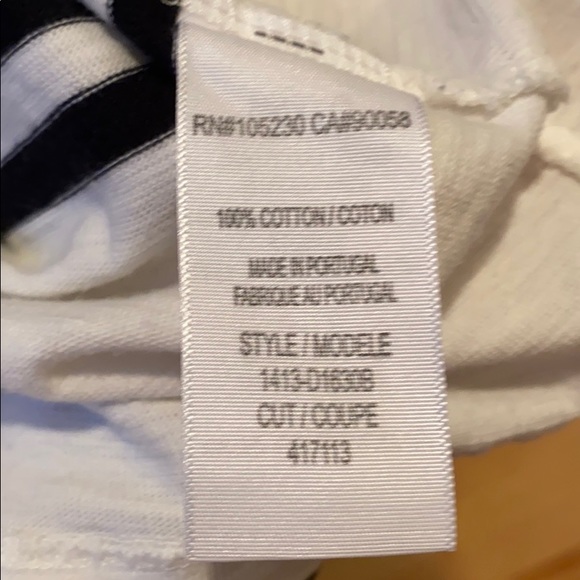 RN#105230 CA#90058
100% COTTON / COTON
MADE IN PORTUGAL
FABRIQUE AU PORTUGAL
STYLE / MODELE
1413-D1630B
CUT / COUPE
417113